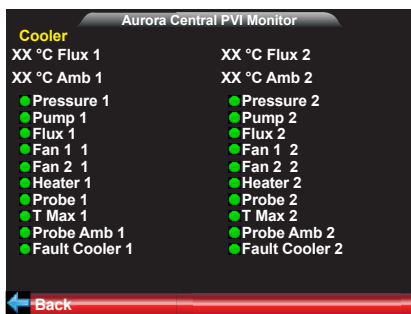 Aurora Central PVI Monitor
Cooler
XX °C Flux 1 XX °C Flux 2
XX °C Amb 1 XX °C Amb 2
Pressure 1 Pressure 2
Pump 1 Pump 2
Flux 1 Flux 2
Fan 1 1 Fan 1 2
Fan 2 1 Fan 2 2
Heater 1 Heater 2
Probe 1 Probe 2
T Max 1 T Max 2
Probe Amb 1 Probe Amb 2
Fault Cooler 1 Fault Cooler 2
Back